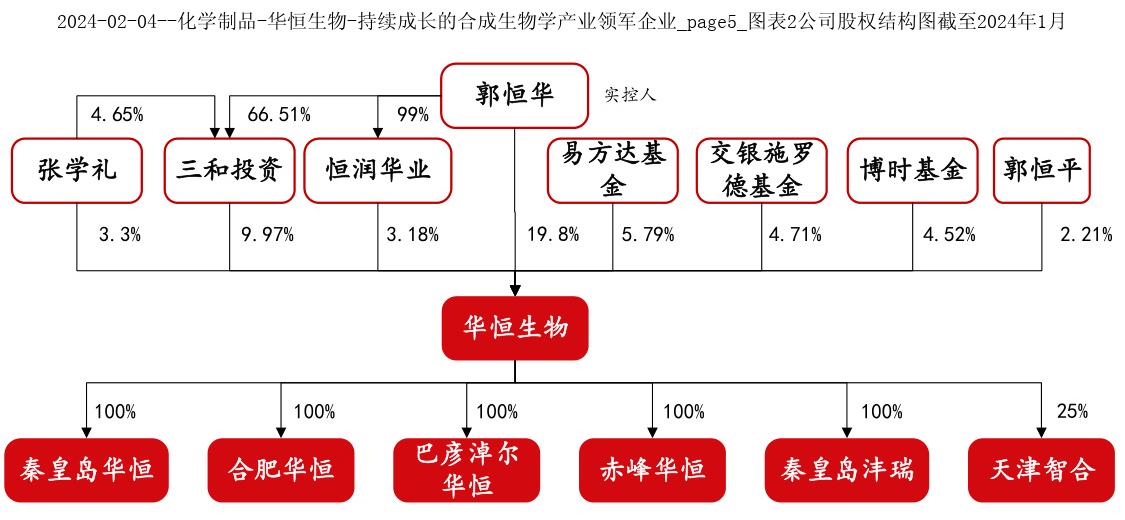 2024-02-04--化学制品-华恒生物-持续成长的合成生物学产业领军企业_page5_图表2公司股权结构图截至2024年1月
郭恒华
实控人
4.65%
66.51%
99%
张学礼
三和投资
恒润华业
易方达基
金
交银施罗
德基金
博时基金
郭恒平
3.3%
9.97%
3.18%
19.8%
5.79%
4.71%
4.52%
2.21%
华恒生物
100%
100%
100%
100%
100%
25%
秦皇岛华恒
合肥华恒
巴彦淖尔
华恒
赤峰华恒
秦皇岛沣瑞
天津智合